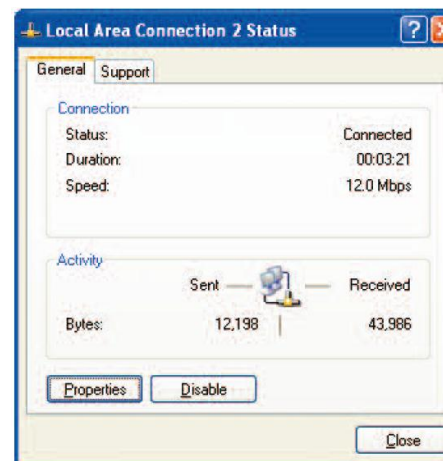 Local Area Connection 2 Status
General Support
Connection
Status: Connected
Duration: 00:03:21
Speed: 12.0 Mbps
Activity
Sent Received
Bytes: 12,198 43,986
Properties Disable
Close